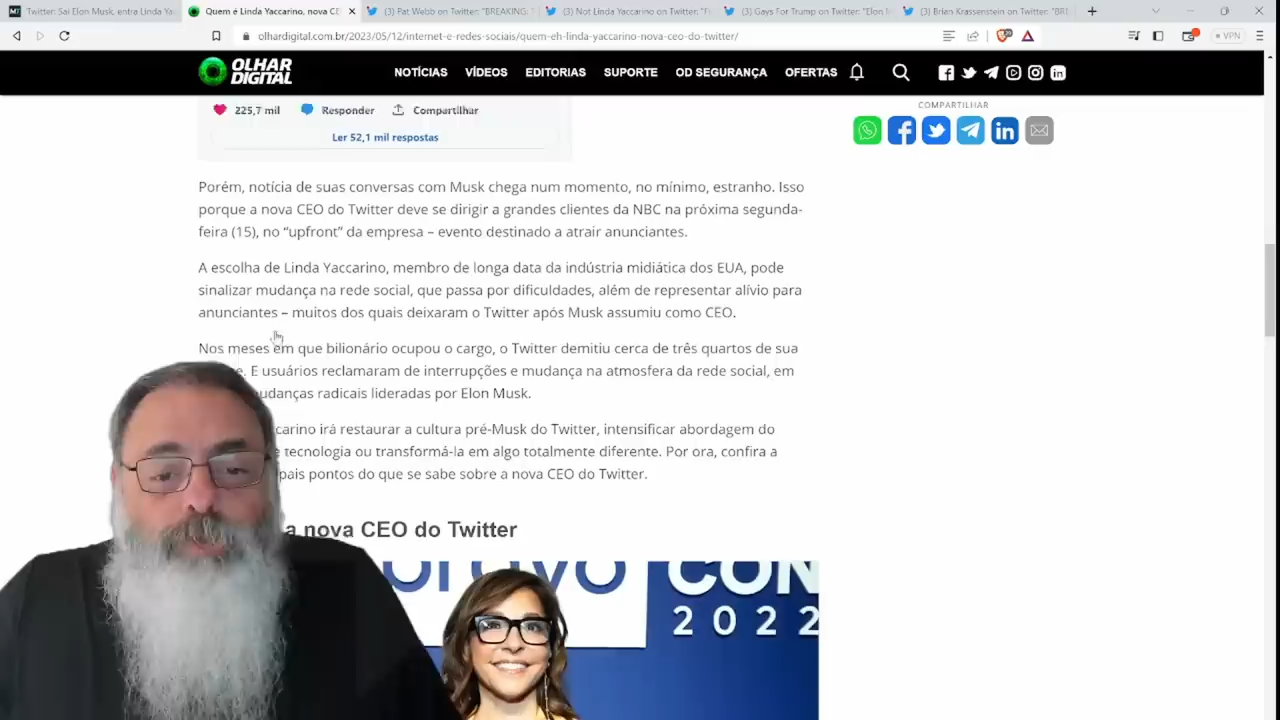 Twitter: Sai Elon Musk, entra Linda Ya
Quem é Linda Yaccarino, nova CE
(3) Pat Webb on Twitter: "BREAKING:
(3) Not Linda Yaccarino on Twitter:
(3) Gays For Trump on Twitter: "Elon M
(3) Brian Krassenstein on Twitter: "BRE
olhardigital.com.br/2023/05/12/internet-e-redes-sociais/quem-eh-linda-yaccarino-nova-ceo-do-twitter/
VPN
OLHAR
DIGITAL
NOTÍCIAS VÍDEOS EDITORIAS SUPORTE OD SEGURANÇA OFERTAS
225,7 mil Responder Compartilhar
Ler 52,1 mil respostas
COMPARTILHAR
Porém, notícia de suas conversas com Musk chega num momento, no mínimo, estranho. Isso
porque a nova CEO do Twitter deve se dirigir a grandes clientes da NBC na próxima segunda-
feira (15), no “upfront” da empresa – evento destinado a atrair anunciantes.
A escolha de Linda Yaccarino, membro de longa data da indústria midiática dos EUA, pode
sinalizar mudança na rede social, que passa por dificuldades, além de representar alívio para
anunciantes – muitos dos quais deixaram o Twitter após Musk assumiu como CEO.
Nos meses em que bilionário ocupou o cargo, o Twitter demitiu cerca de três quartos de sua
. E usuários reclamaram de interrupções e mudança na atmosfera da rede social, em
udanças radicais lideradas por Elon Musk.
carino irá restaurar a cultura pré-Musk do Twitter, intensificar abordagem do
tecnologia ou transformá-la em algo totalmente diferente. Por ora, confira a
pais pontos do que se sabe sobre a nova CEO do Twitter.
a nova CEO do Twitter
bravo CON
2022